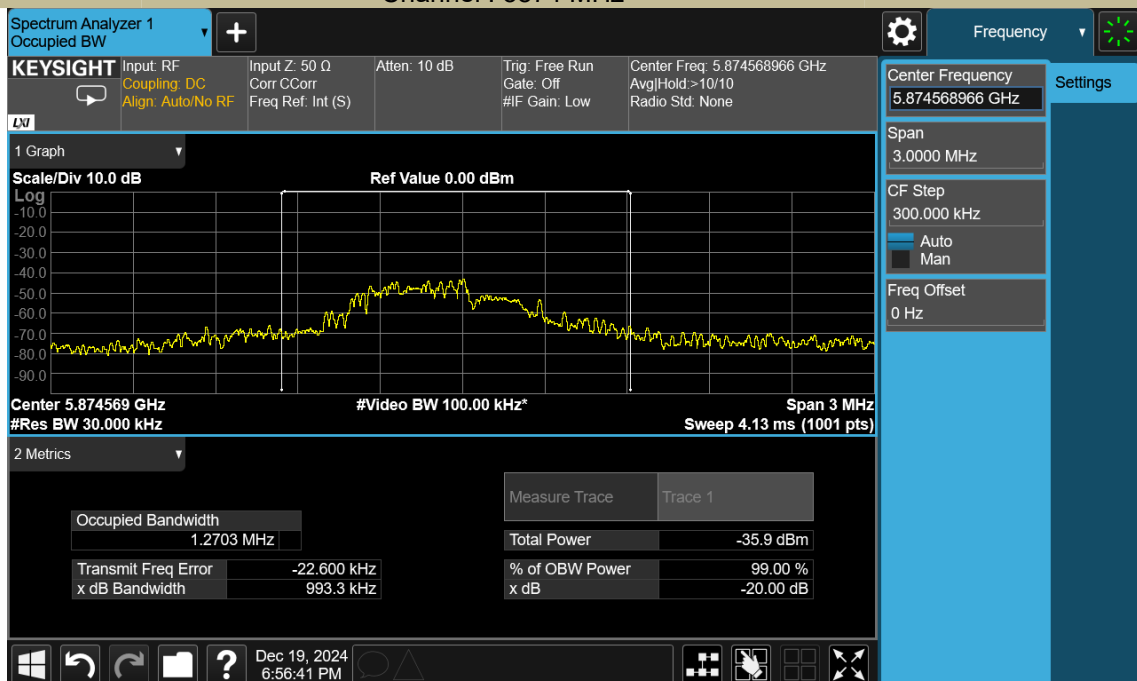 Spectrum Analyzer 1
Occupied BW
Frequency
KEYSIGHT
LXI
Input: RF
Coupling: DC
Align: Auto/No RF
Input Z: 50 Ω
Corr CCorr
Freq Ref: Int (S)
Atten: 10 dB
Trig: Free Run
Gate: Off
#IF Gain: Low
Center Freq: 5.874568966 GHz
Avg|Hold:>10/10
Radio Std: None
1 Graph
Scale/Div 10.0 dB
Ref Value 0.00 dBm
Log
-10.0
-20.0
-30.0
-40.0
-50.0
-60.0
-70.0
-80.0
-90.0
Center 5.874569 GHz
#Video BW 100.00 kHz*
Span 3 MHz
#Res BW 30.000 kHz
Sweep 4.13 ms (1001 pts)
2 Metrics
Measure Trace
Trace 1
Occupied Bandwidth
1.2703 MHz
Total Power
-35.9 dBm
Transmit Freq Error
-22.600 kHz
% of OBW Power
99.00 %
x dB Bandwidth
993.3 kHz
x dB
-20.00 dB
Center Frequency
5.874568966 GHz
Settings
Span
3.0000 MHz
CF Step
300.000 kHz
Auto
Man
Freq Offset
0 Hz
?
Dec 19, 2024
6:56:41 PM